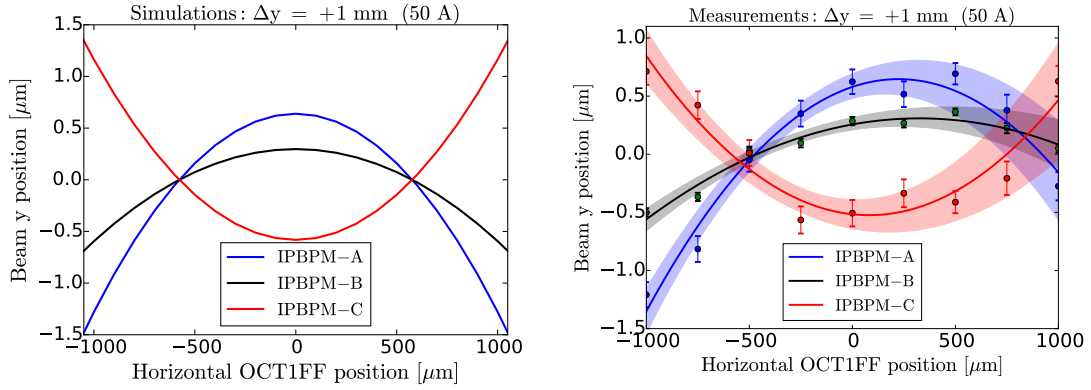 Simulations: Δy = +1 mm (50 A)
1.5
1.0
0.5
0.0
−0.5
−1.0
−1.5
Beam y position [μm]
IPBPM−A
IPBPM−B
IPBPM−C
−1000
−500
0
500
1000
Horizontal OCT1FF position [μm]
Measurements: Δy = +1 mm (50 A)
1.0
0.5
0.0
−0.5
−1.0
−1.5
Beam y position [μm]
IPBPM−A
IPBPM−B
IPBPM−C
−1000
−500
0
500
1000
Horizontal OCT1FF position [μm]